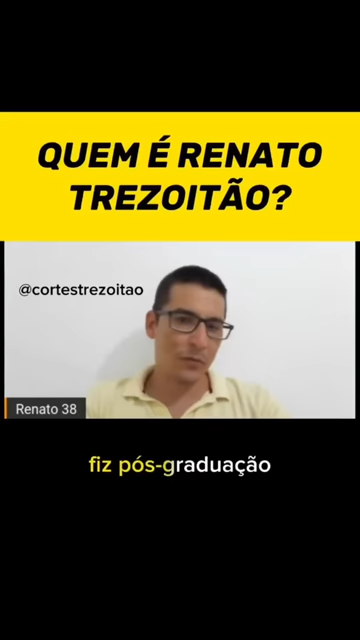 QUEM É RENATO
TREZOITÃO?
@cortestrezoitao
Renato 38
fiz pós-graduação